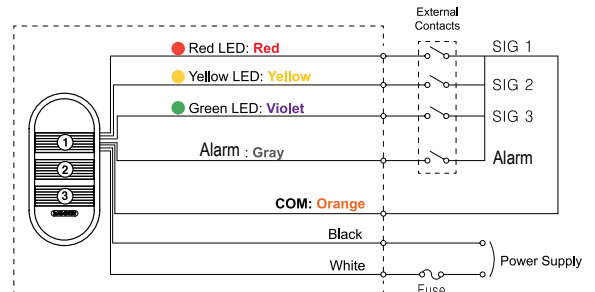 External
Contacts
Red LED: Red
SIG 1
Yellow LED: Yellow
SIG 2
Green LED: Violet
SIG 3
1
Alarm : Gray
Alarm
2
3
COM: Orange
Black
Power Supply
White
Fuse